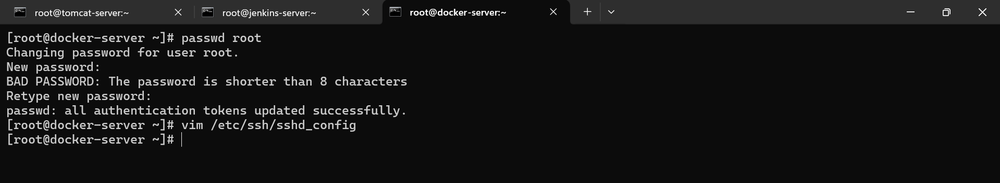 root@tomcat-server:~
root@jenkins-server:~
root@docker-server:~
[root@docker-server ~]# passwd root
Changing password for user root.
New password:
BAD PASSWORD: The password is shorter than 8 characters
Retype new password:
passwd: all authentication tokens updated successfully.
[root@docker-server ~]# vim /etc/ssh/sshd_config
[root@docker-server ~]#